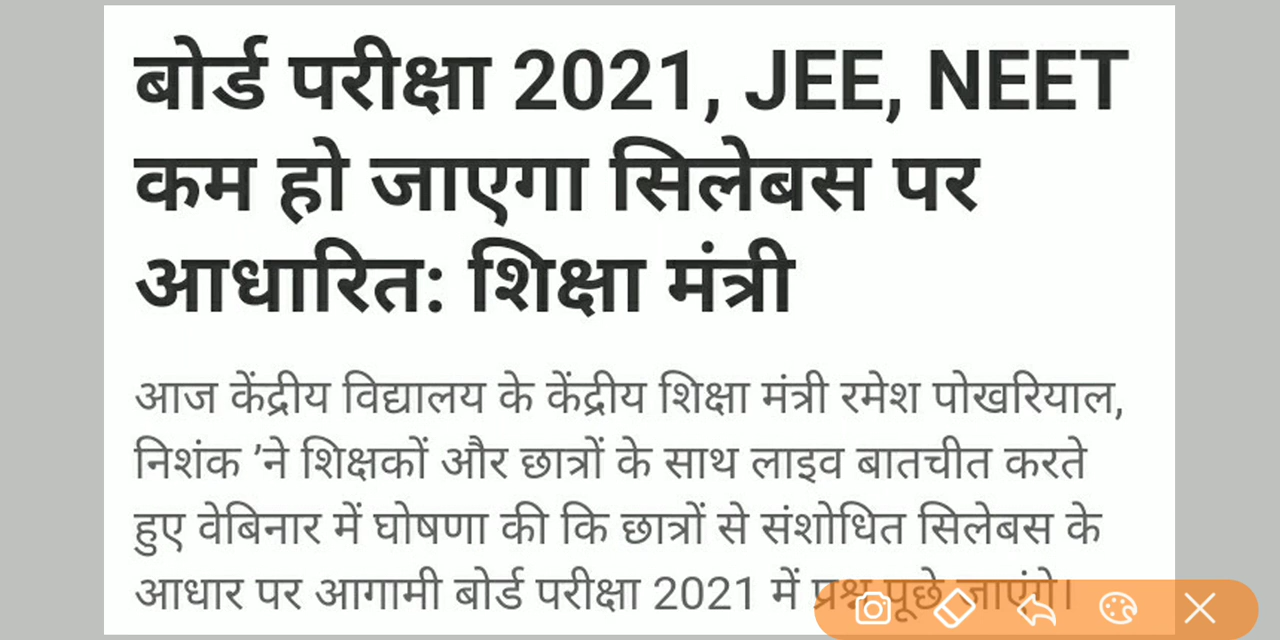 बोर्ड परीक्षा 2021, JEE, NEET
कम हो जाएगा सिलेबस पर
आधारित: शिक्षा मंत्री
आज केंद्रीय विद्यालय के केंद्रीय शिक्षा मंत्री रमेश पोखरियाल,
निशंक ’ने शिक्षकों और छात्रों के साथ लाइव बातचीत करते
हुए वेबिनार में घोषणा की कि छात्रों से संशोधित सिलेबस के
आधार पर आगामी बोर्ड परीक्षा 2021 में प्रश्न पूछे जाएंगे।